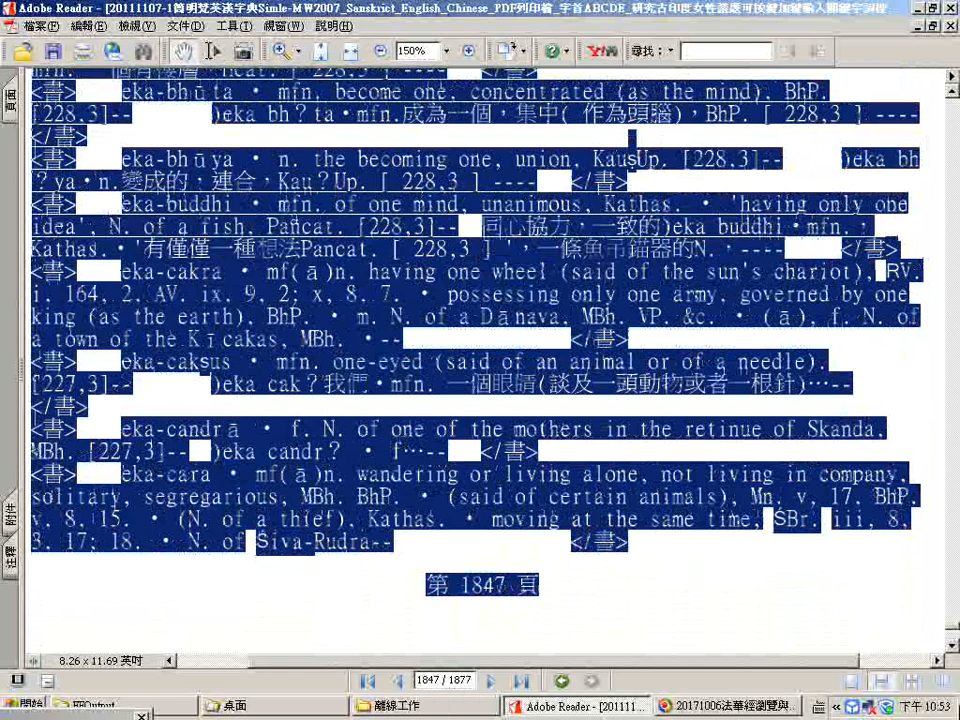 Adobe Reader - [20111107-1簡明梵英漢字典Simle-MW2007_Sanskrict_English_Chinese_PDF列印檔_字首ABCDE_研究古印度女性議題可按鍵
檔案(F) 編輯(E) 檢視(V) 文件(D) 工具(T) 視窗(W) 說明(H)
150% Y! 尋找：
<書> eka-bhūta • mfn. become one, concentrated (as the mind), BhP.
[228,3]-- )eka bh?ta•mfn.成為一個，集中( 作為頭腦)，BhP. [ 228,3 ] ----
</書>
<書> eka-bhūya • n. the becoming one, union, KausUp. [228.3]-- )eka bh
?ya•n.變成的，連合，Kau?Up. [ 228,3 ] ---- </書>
<書> eka-buddhi • mfn. of one mind, unanimous, Kathas. • 'having only one
idea', N. of a fish, Pañcat. [228,3]-- 同心協力，一致的)eka buddhi•mfn.，
Kathas.•'有僅僅一種想法Pancat. [ 228,3 ] '，一條魚吊錨器的N.，---- </書>
<書> eka-cakra • mf(ā)n. having one wheel (said of the sun's chariot), RV.
i, 164, 2, AV. ix, 9, 2; x, 8, 7. • possessing only one army, governed by one
king (as the earth), BhP. • m. N. of a Dānava, MBh. VP. &c. • (ā), f. N. of
a town of the Kīcakas, MBh. •-- </書>
<書> eka-caksus • mfn. one-eyed (said of an animal or of a needle).
[227,3]-- )eka cak?我們•mfn. 一個眼睛(談及一頭動物或者一根針)…--
</書>
<書> eka-candrā • f. N. of one of the mothers in the retinue of Skanda,
MBh. [227,3]-- )eka candr? • f…-- </書>
<書> eka-cara • mf(ā)n. wandering or living alone, not living in company,
solitary, segregarious, MBh. BhP. • (said of certain animals), Mn. v, 17. BhP.
v, 8, 15. • (N. of a thief), Kathas. • moving at the same time, ŚBr. iii, 8,
3, 17; 18. • N. of Śiva-Rudra-- </書>
第 1847 頁
頁面
附件
註釋
8.26 x 11.69 英吋
1847 / 1877
開始 FFOutput 桌面 離線工作 Adobe Reader - [201111... 20171006法華經瀏覽與... 下午 10:53